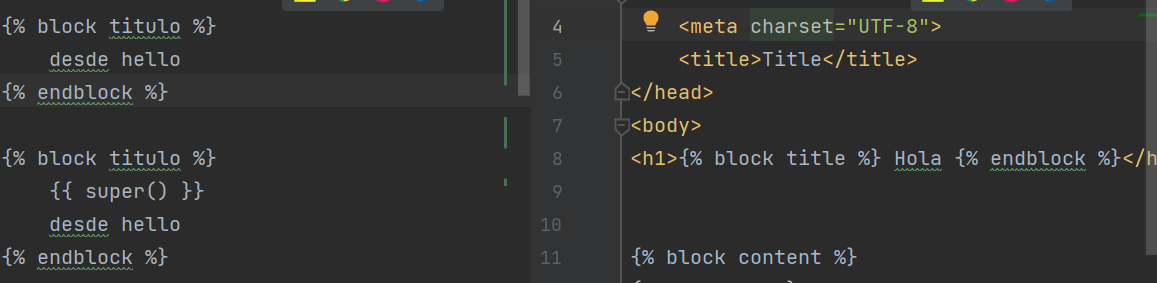 {% block titulo %}
desde hello
{% endblock %}
{% block titulo %}
{{ super() }}
desde hello
{% endblock %}
4 <meta charset="UTF-8">
5 <title>Title</title>
6 </head>
7 <body>
8 <h1>{% block title %} Hola {% endblock %}</h
9
10
11 {% block content %}